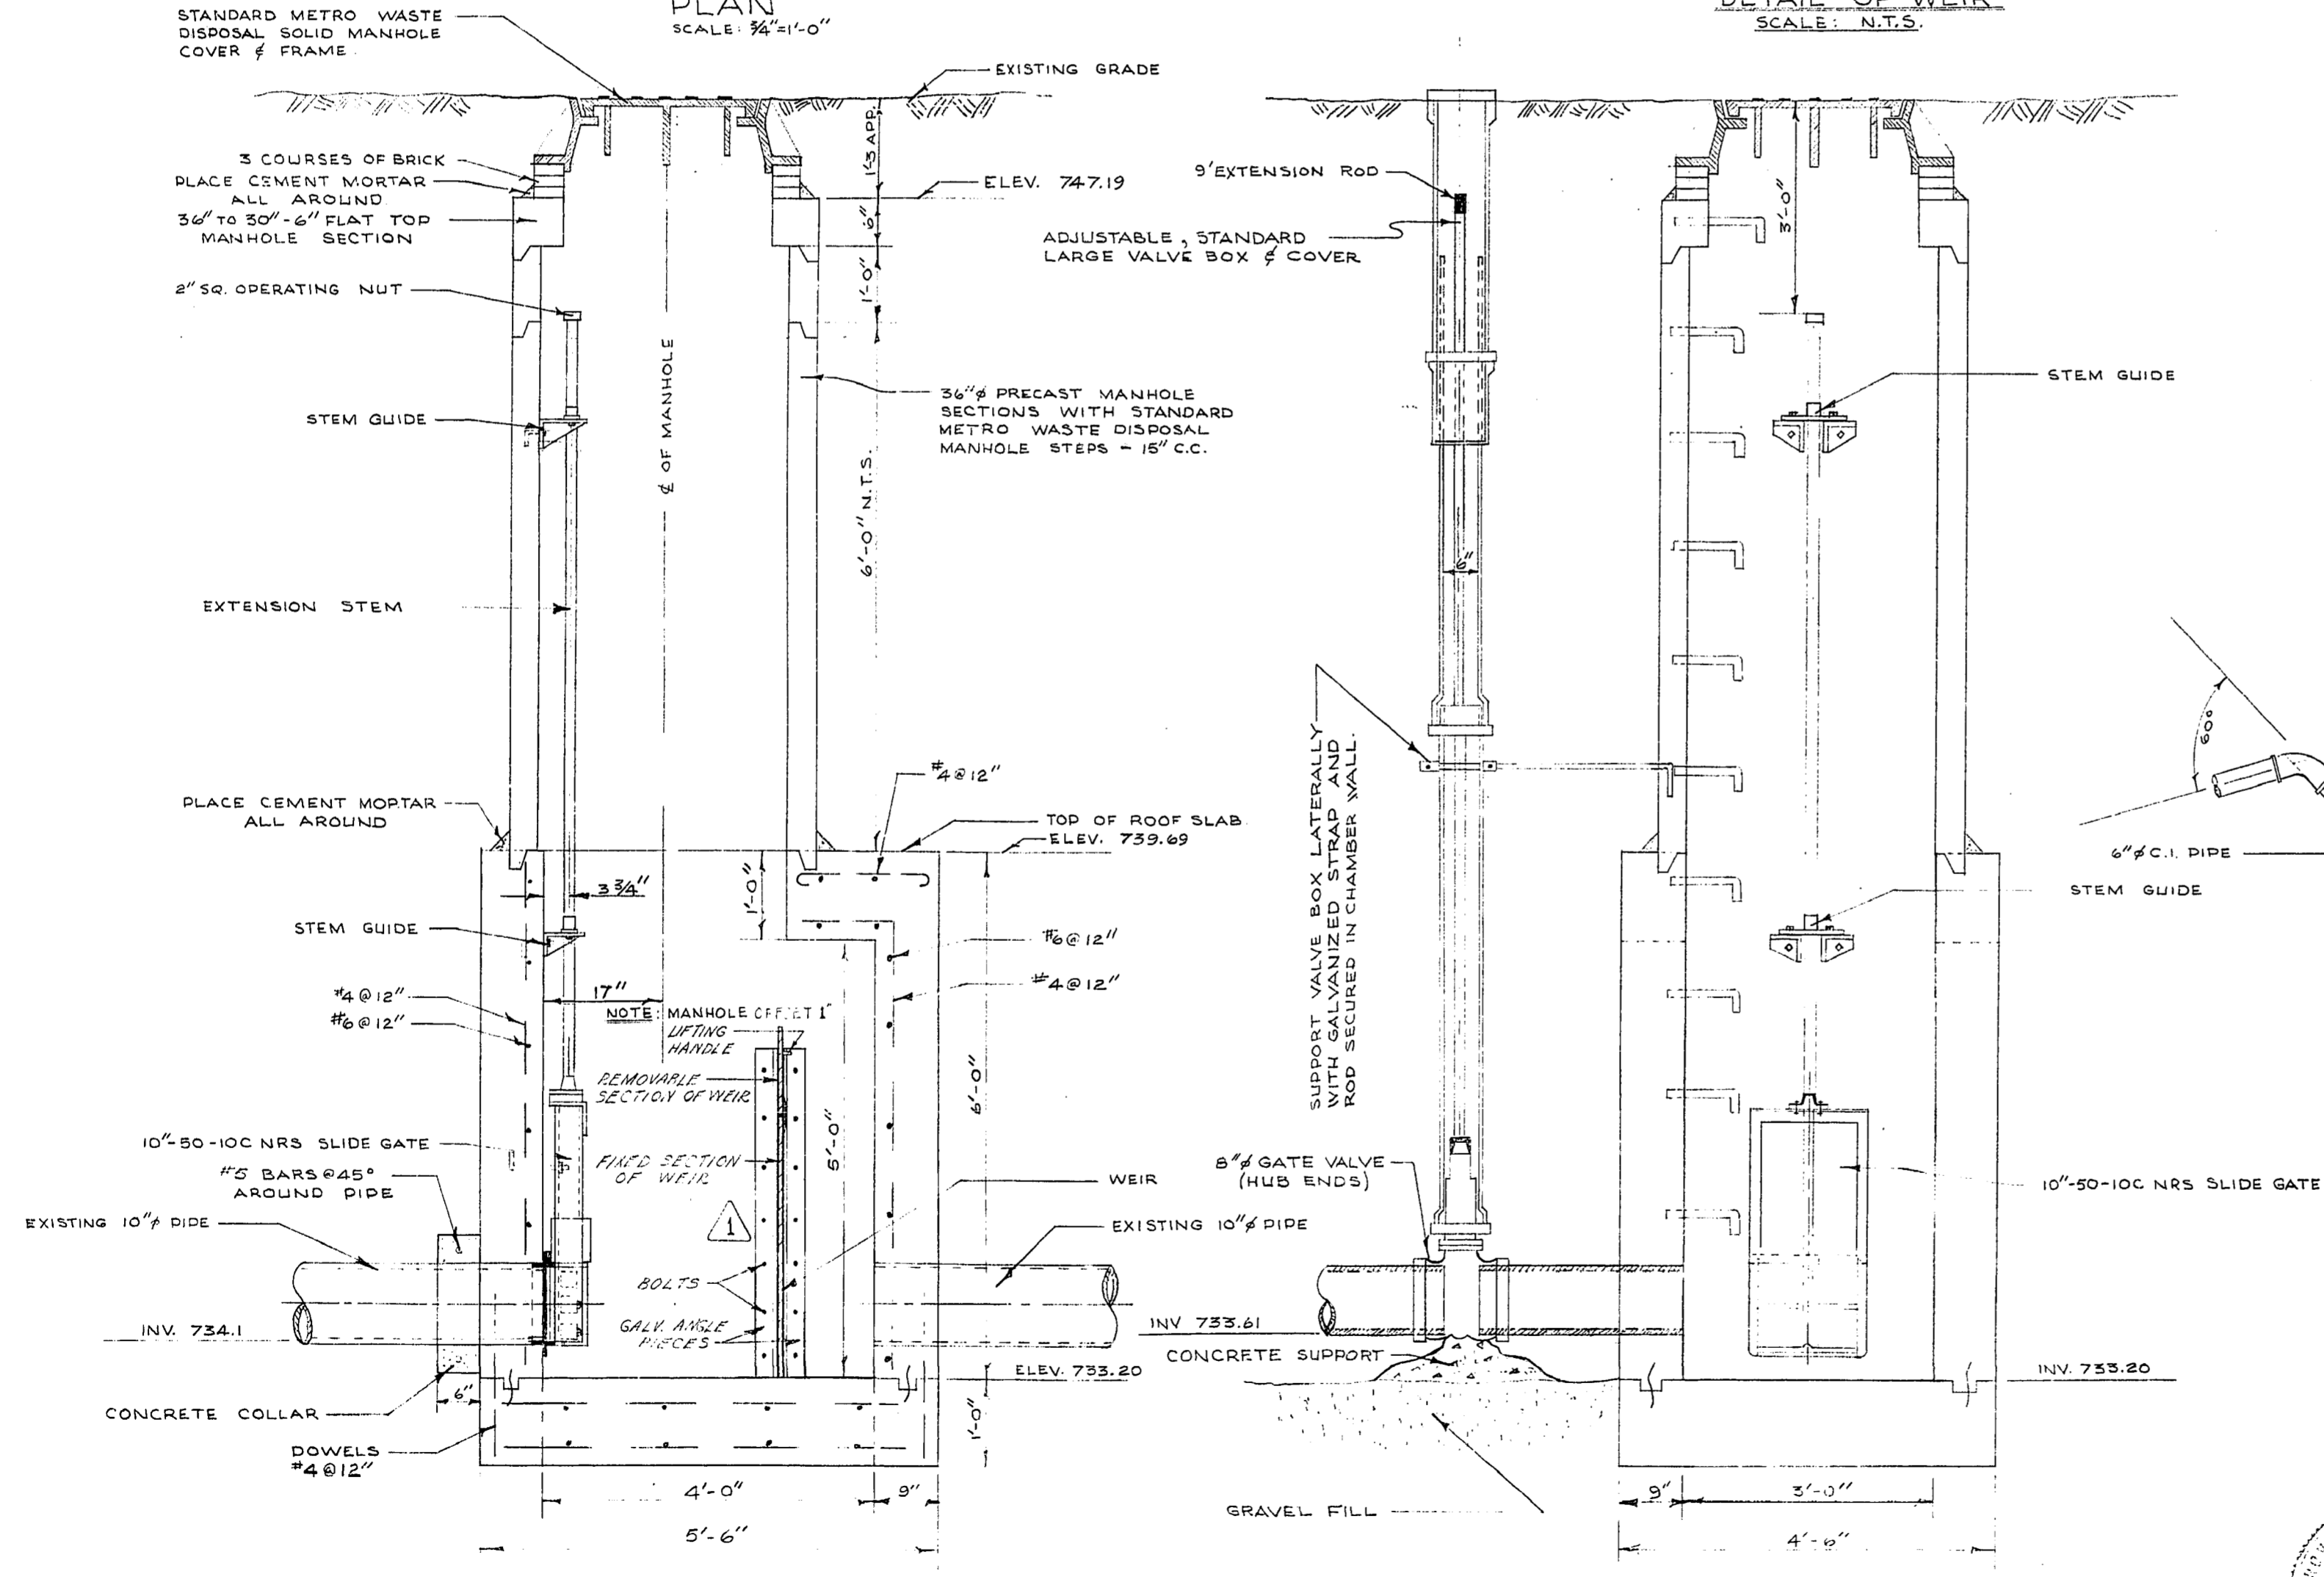 PLAN
SCALE: 3/4"=1'-0"
DETAIL OF WEIR
SCALE: N.T.S.
STANDARD METRO WASTE
DISPOSAL SOLID MANHOLE
COVER & FRAME.
EXISTING GRADE
3 COURSES OF BRICK
PLACE CEMENT MORTAR
ALL AROUND.
36" TO 30"-6" FLAT TOP
MANHOLE SECTION
2" SQ. OPERATING NUT
STEM GUIDE
EXTENSION STEM
PLACE CEMENT MORTAR
ALL AROUND
STEM GUIDE
#4@12"
#6@12"
10"-50-10C NRS SLIDE GATE
#5 BARS@45°
AROUND PIPE
EXISTING 10"ø PIPE
INV. 734.1
6"
CONCRETE COLLAR
DOWELS
#4@12"
℄ OF MANHOLE
1'-3 APP.
ELEV. 747.19
6"
1'-0"
36"ø PRECAST MANHOLE
SECTIONS WITH STANDARD
METRO WASTE DISPOSAL
MANHOLE STEPS - 15" C.C.
6'-0" N.T.S.
#4@12"
TOP OF ROOF SLAB.
ELEV. 739.69
3 3/4"
1'-0"
#6@12"
#4@12"
17"
NOTE: MANHOLE OFFSET 1"
LIFTING
HANDLE
REMOVABLE
SECTION OF WEIR
FIXED SECTION
OF WEIR
1
5'-0"
6'-0"
WEIR
EXISTING 10"ø PIPE
BOLTS
GALV. ANGLE
PIECES
ELEV. 733.20
1'-0"
4'-0"
9"
5'-6"
9' EXTENSION ROD
ADJUSTABLE, STANDARD
LARGE VALVE BOX & COVER
3'-0"
STEM GUIDE
6"
SUPPORT VALVE BOX LATERALLY
WITH GALVANIZED STRAP AND
ROD SECURED IN CHAMBER WALL.
60°
6"ø C.I. PIPE
STEM GUIDE
8"ø GATE VALVE
(HUB ENDS)
10"-50-10C NRS SLIDE GATE
INV 733.61
CONCRETE SUPPORT
INV. 733.20
GRAVEL FILL
9"
3'-0"
4'-6"